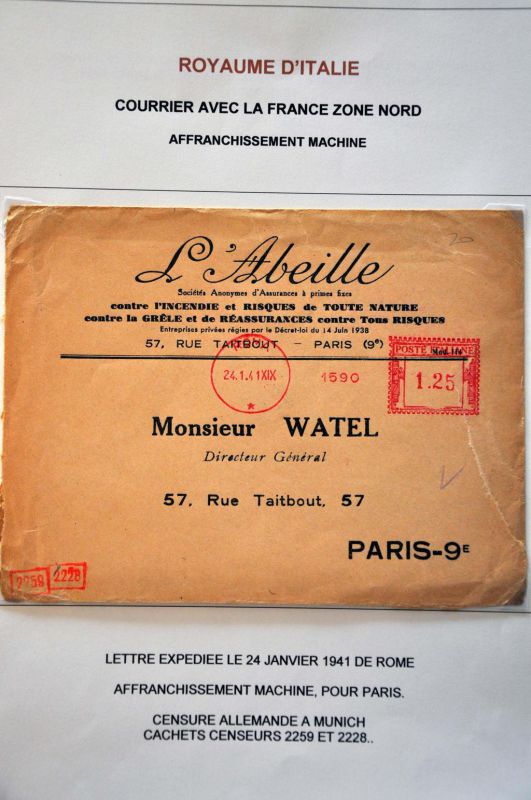 ROYAUME D'ITALIE
COURRIER AVEC LA FRANCE ZONE NORD
AFFRANCHISSEMENT MACHINE
20
L'Abeille
Sociétés Anonymes d'Assurances à primes fixes
contre l'INCENDIE et RISQUES de TOUTE NATURE
contre la GRÊLE et de RÉASSURANCES contre Tous RISQUES
Entreprises privées régies par le Décret-loi du 14 Juin 1938
57, RUE TAITBOUT - PARIS (9e)
24.1.41XIX
1590
POSTE ITALIANE
1.25
Monsieur WATEL
Directeur Général
57, Rue Taitbout, 57
PARIS-9E
2259 2228
LETTRE EXPEDIEE LE 24 JANVIER 1941 DE ROME
AFFRANCHISSEMENT MACHINE, POUR PARIS.
CENSURE ALLEMANDE A MUNICH
CACHETS CENSEURS 2259 ET 2228..